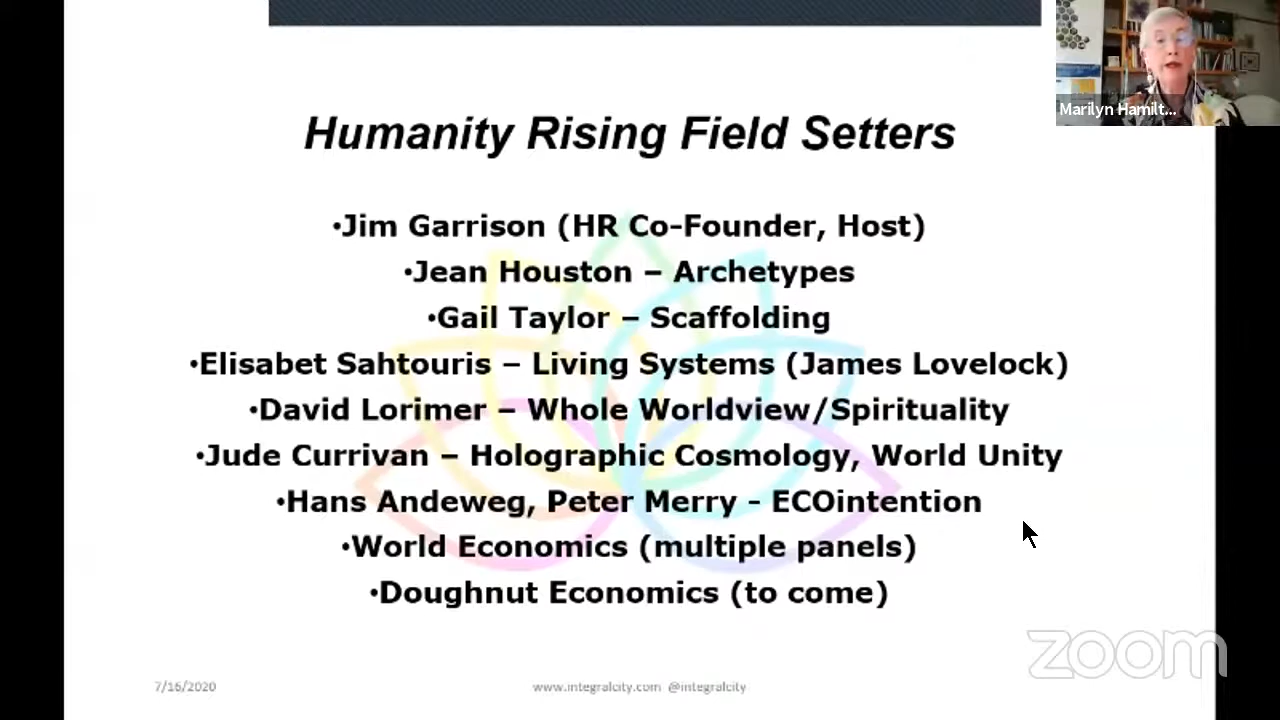 Marilyn Hamilt...
Humanity Rising Field Setters
•Jim Garrison (HR Co-Founder, Host)
•Jean Houston – Archetypes
•Gail Taylor – Scaffolding
•Elisabet Sahtouris – Living Systems (James Lovelock)
•David Lorimer – Whole Worldview/Spirituality
•Jude Currivan – Holographic Cosmology, World Unity
•Hans Andeweg, Peter Merry - ECOintention
•World Economics (multiple panels)
•Doughnut Economics (to come)
zoom
7/16/2020
www.integralcity.com @integralcity